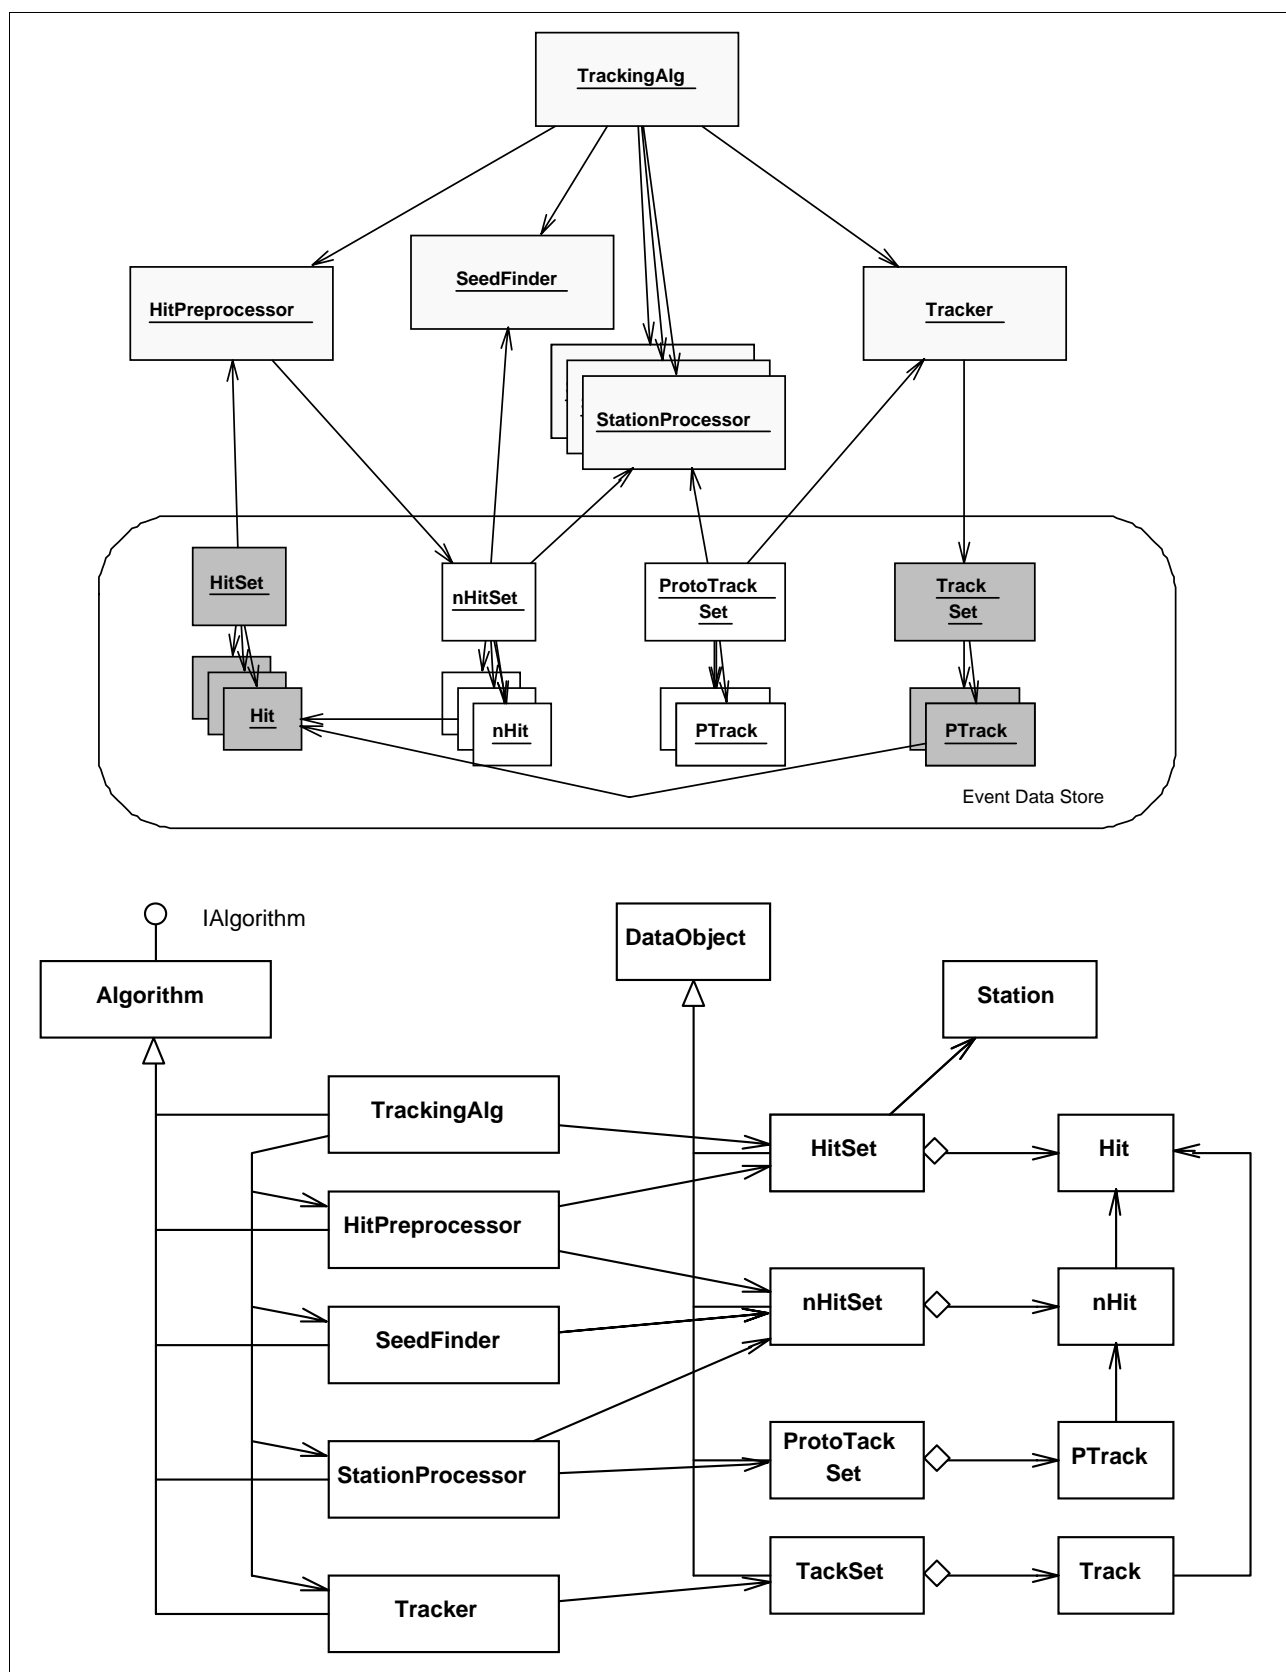 TrackingAlg
SeedFinder
HitPreprocessor
Tracker
StationProcessor
HitSet
nHitSet
ProtoTrack
Set
Track
Set
Hit
nHit
PTrack
PTrack
Event Data Store
IAlgorithm
DataObject
Algorithm
Station
TrackingAlg
HitSet
Hit
HitPreprocessor
nHitSet
nHit
SeedFinder
ProtoTack
Set
PTrack
StationProcessor
TackSet
Track
Tracker